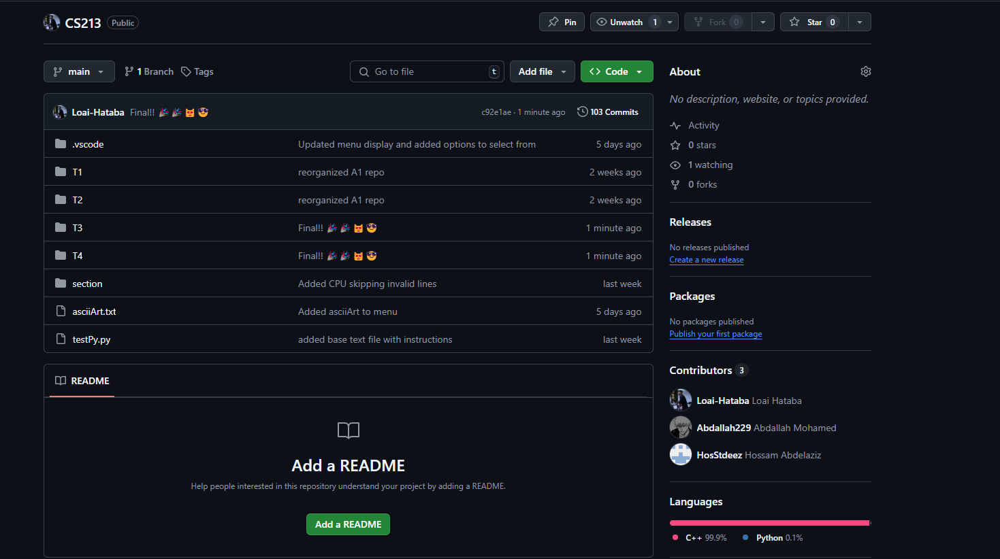 CS213 Public Pin Unwatch 1 Fork 0 Star 0
main 1 Branch Tags Go to file t Add file Code
Loai-Hataba Final!! 🎉 🎉 😻 😎 c92e1ae · 1 minute ago 103 Commits
.vscode Updated menu display and added options to select from 5 days ago
T1 reorganized A1 repo 2 weeks ago
T2 reorganized A1 repo 2 weeks ago
T3 Final!! 🎉 🎉 😻 😎 1 minute ago
T4 Final!! 🎉 🎉 😻 😎 1 minute ago
section Added CPU skipping invalid lines last week
asciiArt.txt Added asciiArt to menu 5 days ago
testPy.py added base text file with instructions last week
README
Add a README
Help people interested in this repository understand your project by adding a README.
Add a README
About
No description, website, or topics provided.
Activity
0 stars
1 watching
0 forks
Releases
No releases published
Create a new release
Packages
No packages published
Publish your first package
Contributors 3
Loai-Hataba Loai Hataba
Abdallah229 Abdallah Mohamed
HosStdeez Hossam Abdelaziz
Languages
C++ 99.9% Python 0.1%